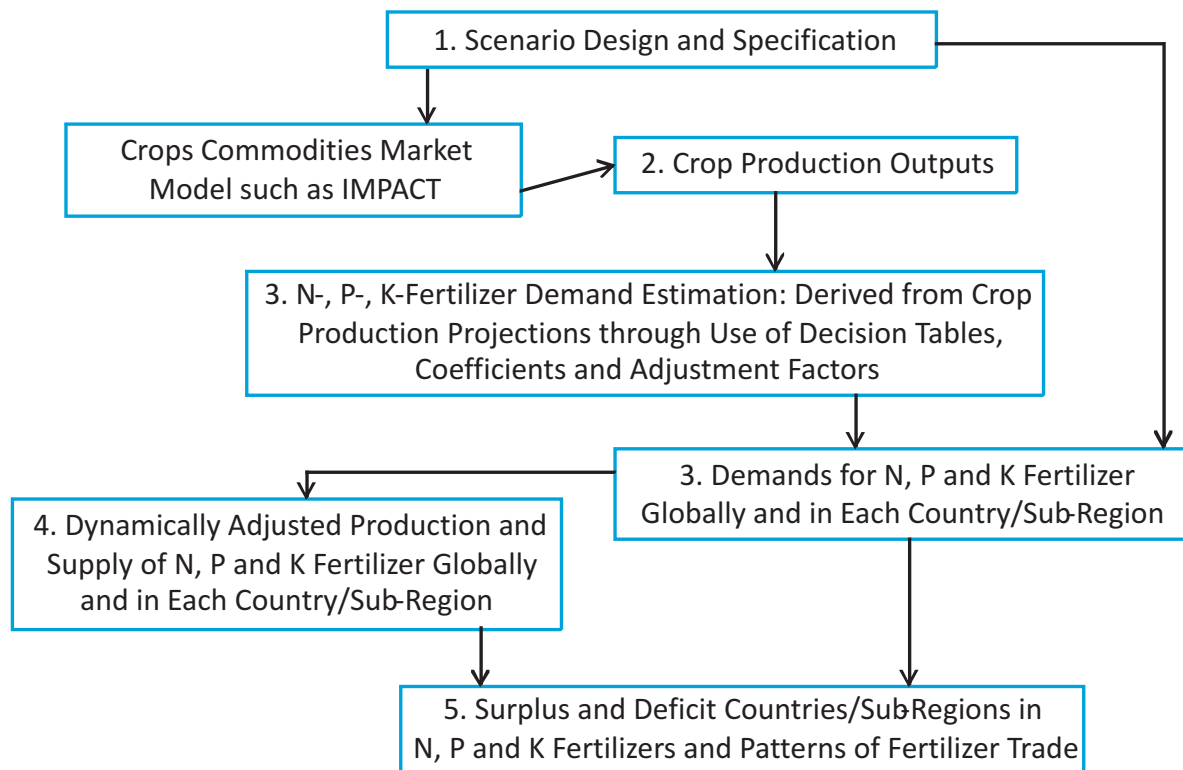 1. Scenario Design and Specification
Crops Commodities Market
Model such as IMPACT
2. Crop Production Outputs
3. N-, P-, K-Fertilizer Demand Estimation: Derived from Crop
Production Projections through Use of Decision Tables,
Coefficients and Adjustment Factors
3. Demands for N, P and K Fertilizer
Globally and in Each Country/Sub-Region
4. Dynamically Adjusted Production and
Supply of N, P and K Fertilizer Globally
and in Each Country/Sub-Region
5. Surplus and Deficit Countries/Sub-Regions in
N, P and K Fertilizers and Patterns of Fertilizer Trade